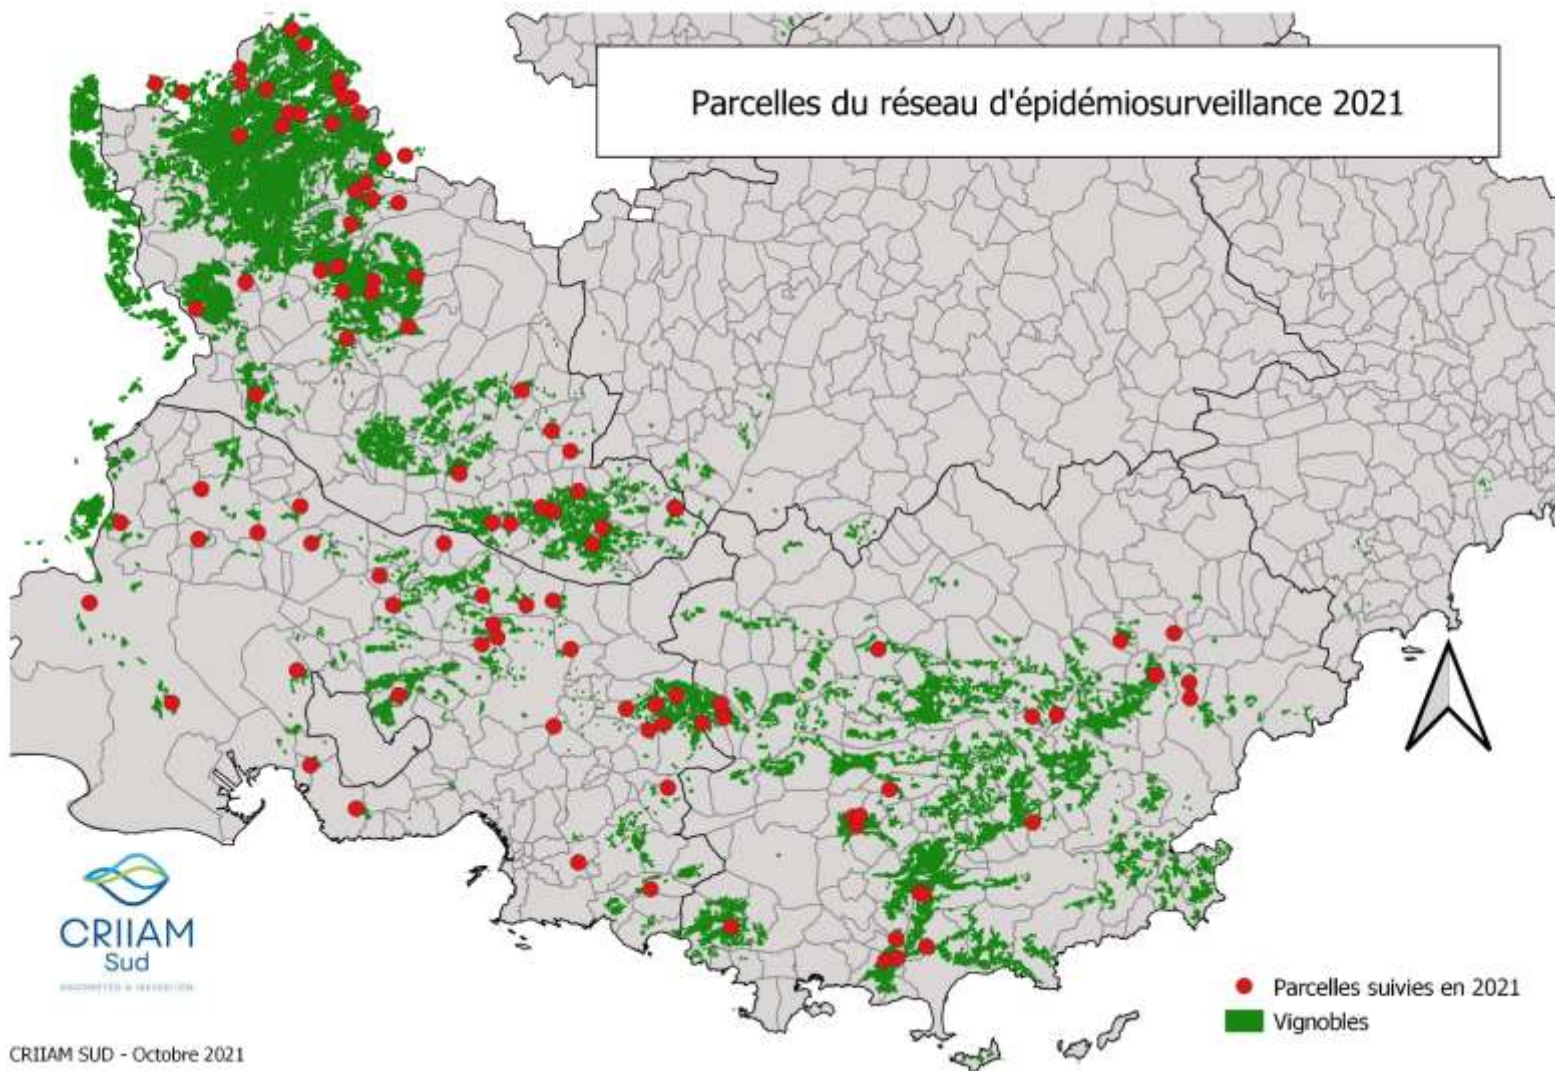 Parcelles du réseau d'épidémiosurveillance 2021
CRIIAM
Sud
Parcelles suivies en 2021
Vignobles
CRIIAM SUD - Octobre 2021